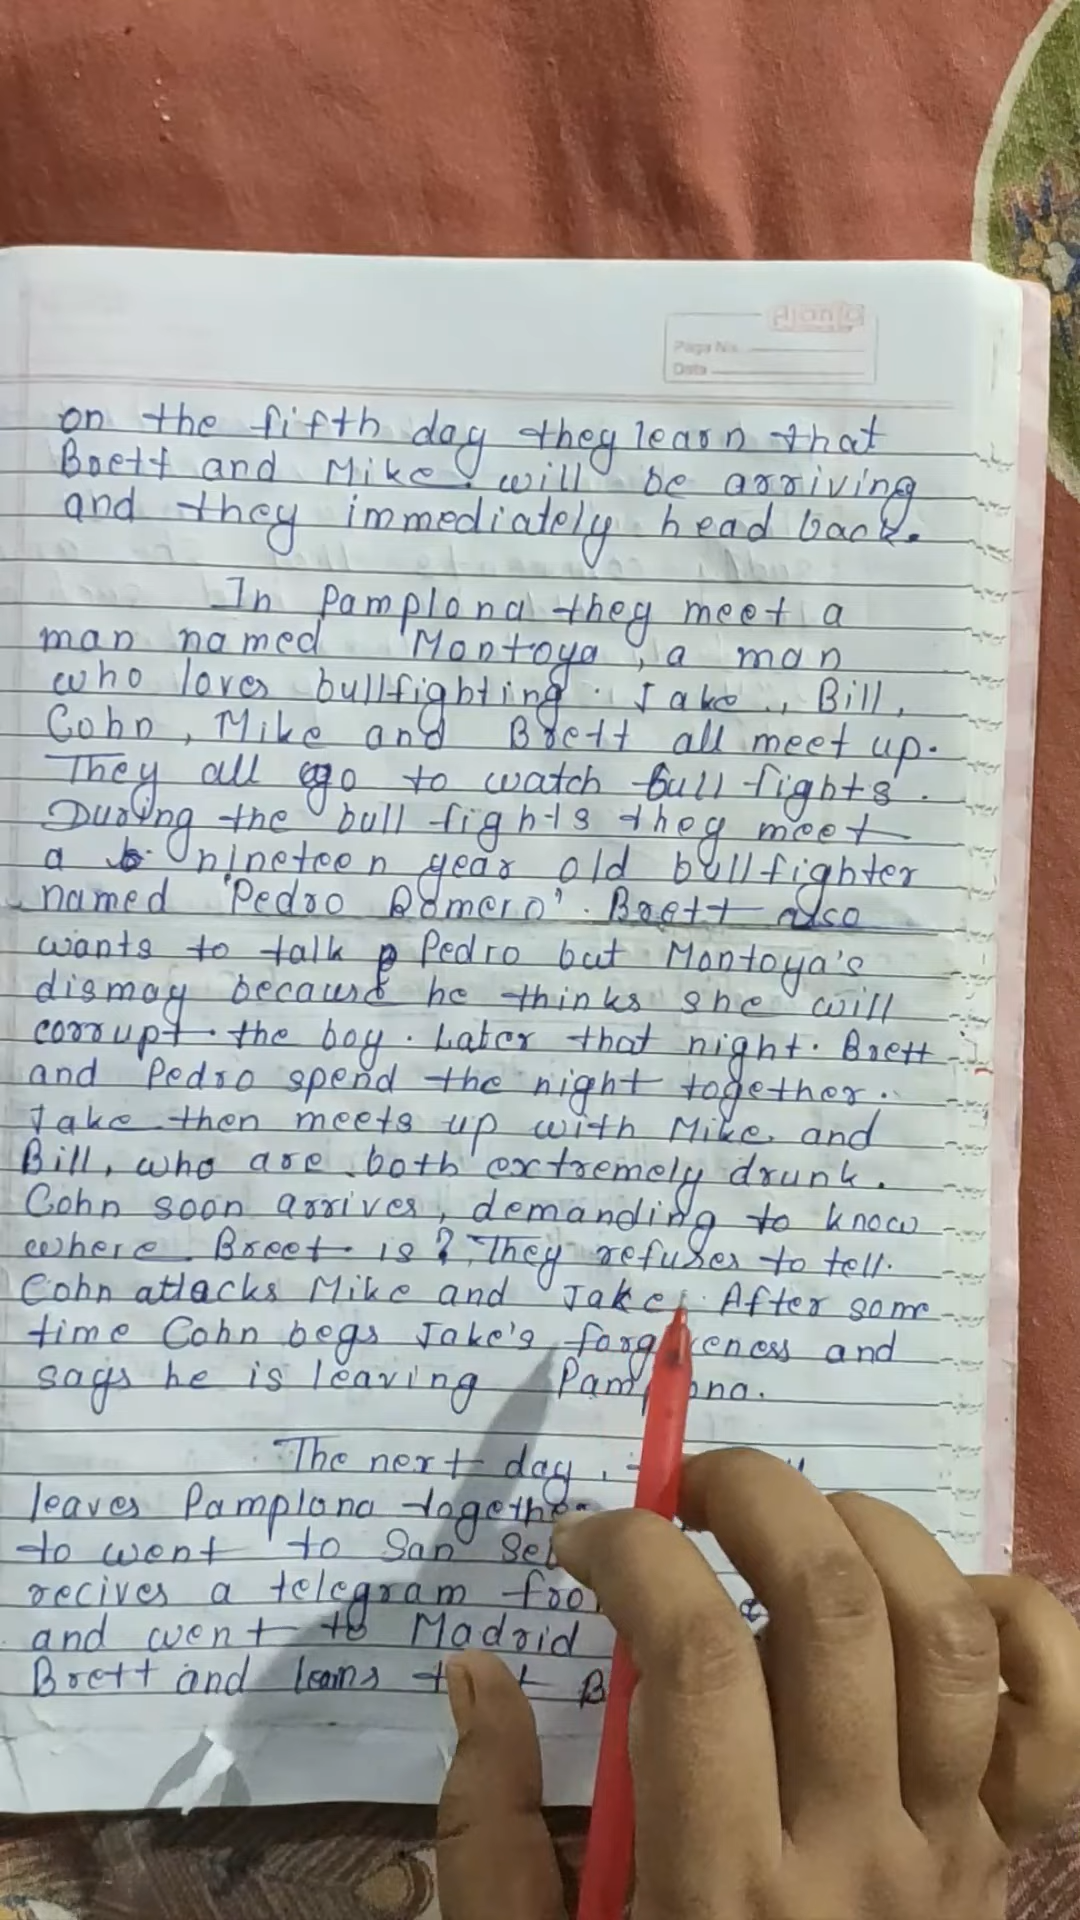 Ajanta
Page No.
Date
on the fifth day they learn that
Brett and Mike will be arriving
and they immediately head back.
In Pamplona they meet a
man named 'Montoya, a man
who loves bullfighting. Jake, Bill,
Cohn, Mike and Brett all meet up.
They all go to watch bull fights.
During the bull fights they meet
a nineteen year old bullfighter
named 'Pedro Romero'. Brett also
wants to talk Pedro but Montoya's
dismay because he thinks she will
corrupt the boy. Later that night. Brett
and Pedro spend the night together.
Jake then meets up with Mike and
Bill, who are both extremely drunk.
Cohn soon arrives, demanding to know
where Breet is? They refuses to tell.
Cohn attacks Mike and Jake. After some
time Cohn begs Jake's and
says he is leaving
The next day,
leaves Pamplona
to went to San
recives a telegram
and went to Madrid
Brett and learns